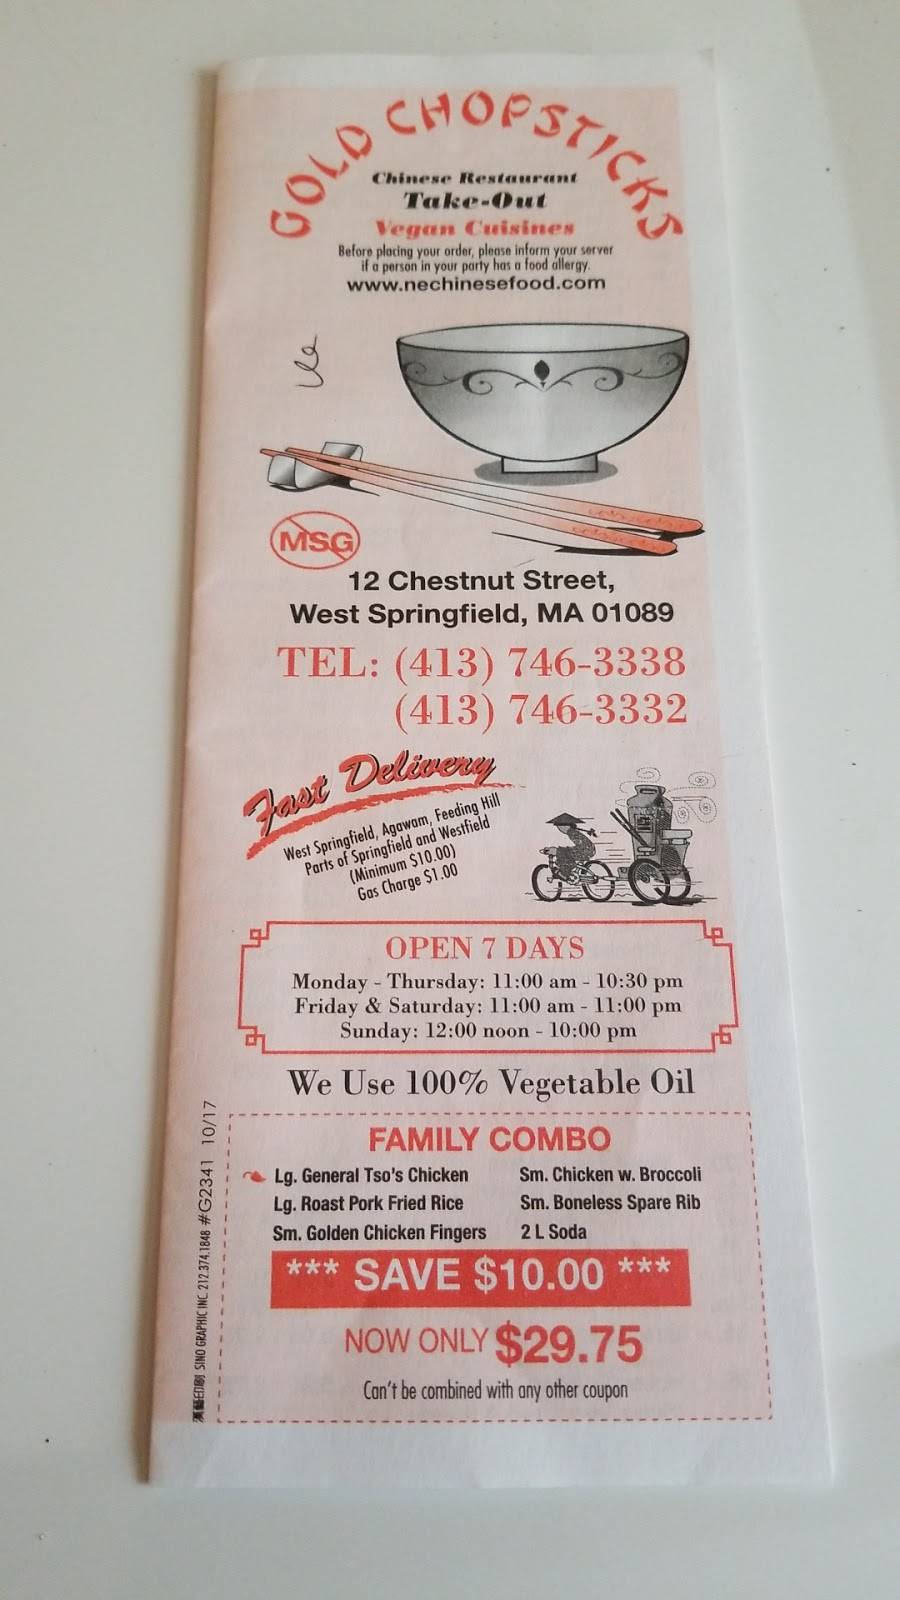 GOLD CHOPSTICKS
Chinese Restaurant
Take-Out
Vegan Cuisines
Before placing your order, please inform your server
if a person in your party has a food allergy.
www.nechinesefood.com
MSG
12 Chestnut Street,
West Springfield, MA 01089
TEL: (413) 746-3338
(413) 746-3332
Fast Delivery
West Springfield, Agawam, Feeding Hill
Parts of Springfield and Westfield
(Minimum $10.00)
Gas Charge $1.00
OPEN 7 DAYS
Monday - Thursday: 11:00 am - 10:30 pm
Friday & Saturday: 11:00 am - 11:00 pm
Sunday: 12:00 noon - 10:00 pm
We Use 100% Vegetable Oil
FAMILY COMBO
Lg. General Tso's Chicken
Lg. Roast Pork Fried Rice
Sm. Golden Chicken Fingers
Sm. Chicken w. Broccoli
Sm. Boneless Spare Rib
2 L Soda
*** SAVE $10.00 ***
NOW ONLY $29.75
Can't be combined with any other coupon
印刷 SINO GRAPHIC INC. 212.374.1848 #G2341 10/17